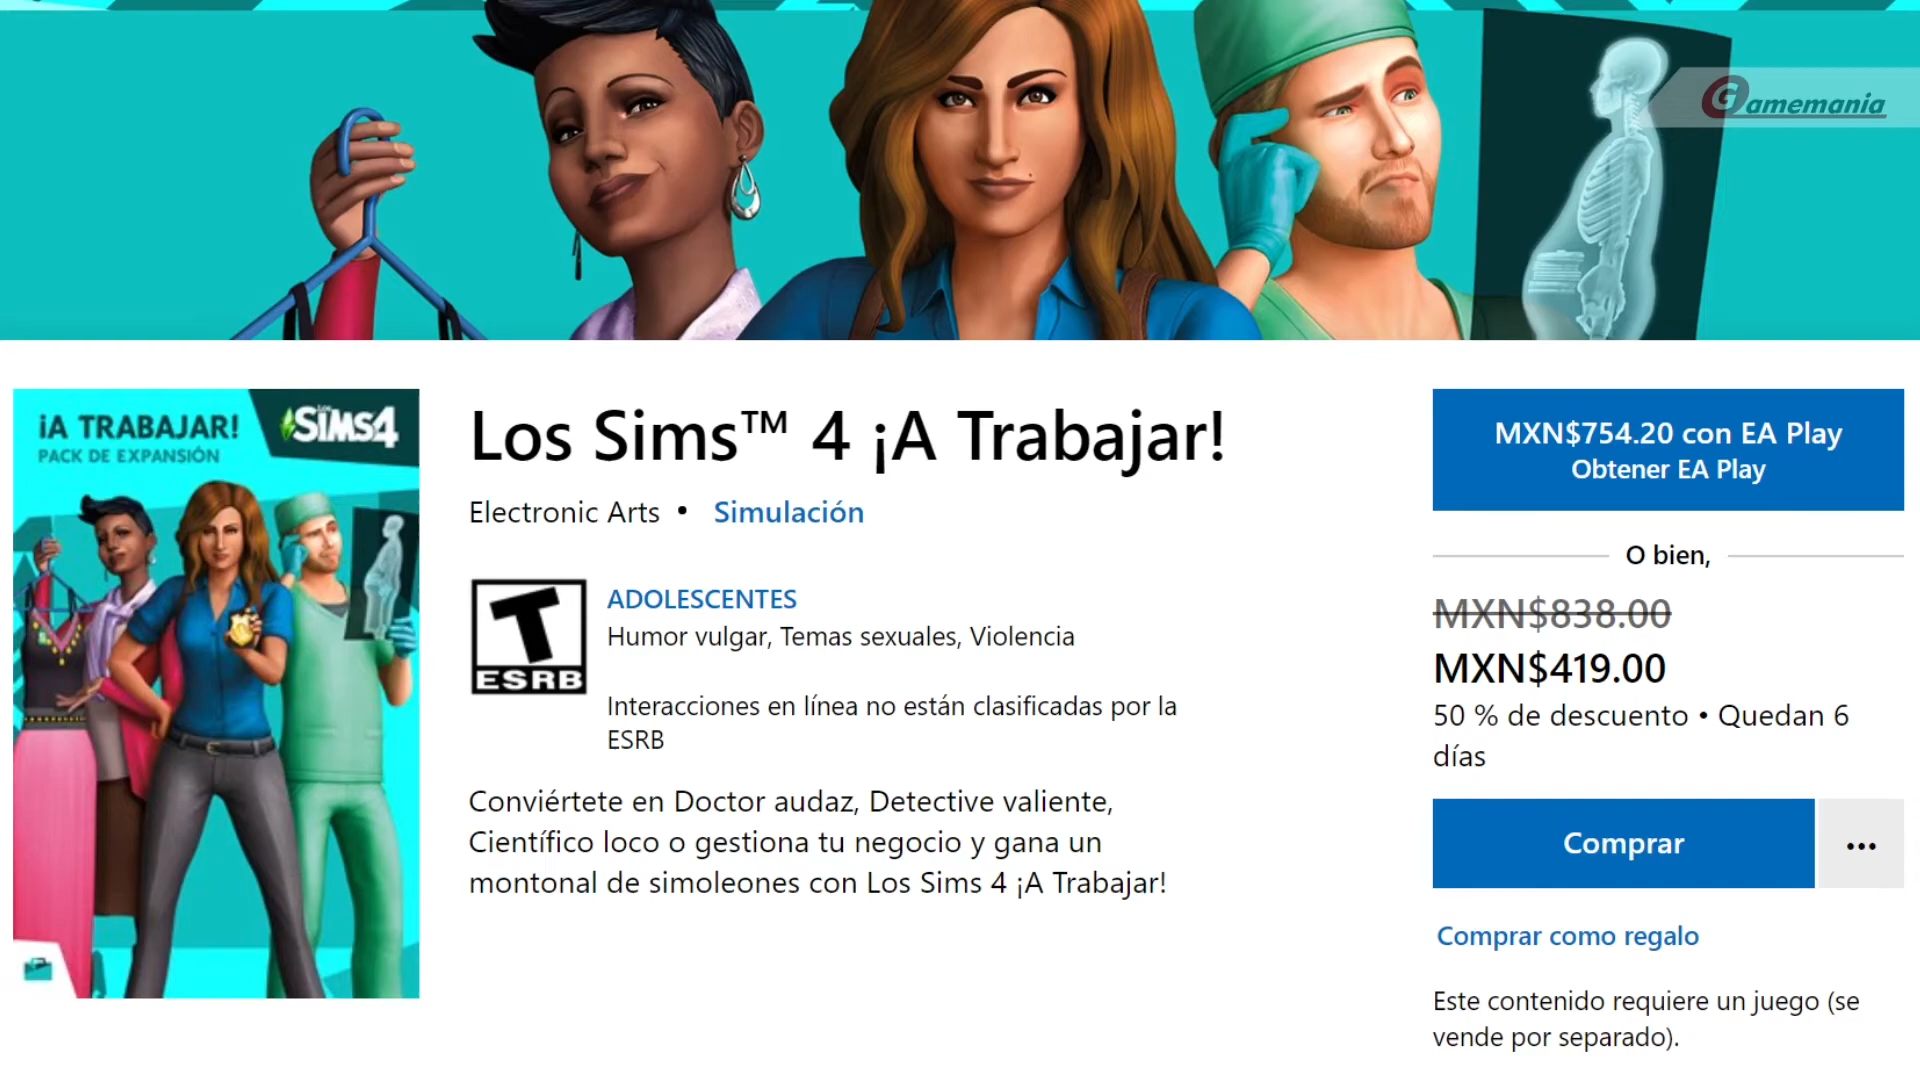 Gamemania
¡A TRABAJAR!
PACK DE EXPANSIÓN
LOS SIMS4
Los Sims™ 4 ¡A Trabajar!
Electronic Arts • Simulación
T
ESRB
ADOLESCENTES
Humor vulgar, Temas sexuales, Violencia
Interacciones en línea no están clasificadas por la
ESRB
Conviértete en Doctor audaz, Detective valiente,
Científico loco o gestiona tu negocio y gana un
montonal de simoleones con Los Sims 4 ¡A Trabajar!
MXN$754.20 con EA Play
Obtener EA Play
O bien,
MXN$838.00
MXN$419.00
50 % de descuento • Quedan 6
días
Comprar
Comprar como regalo
Este contenido requiere un juego (se
vende por separado).